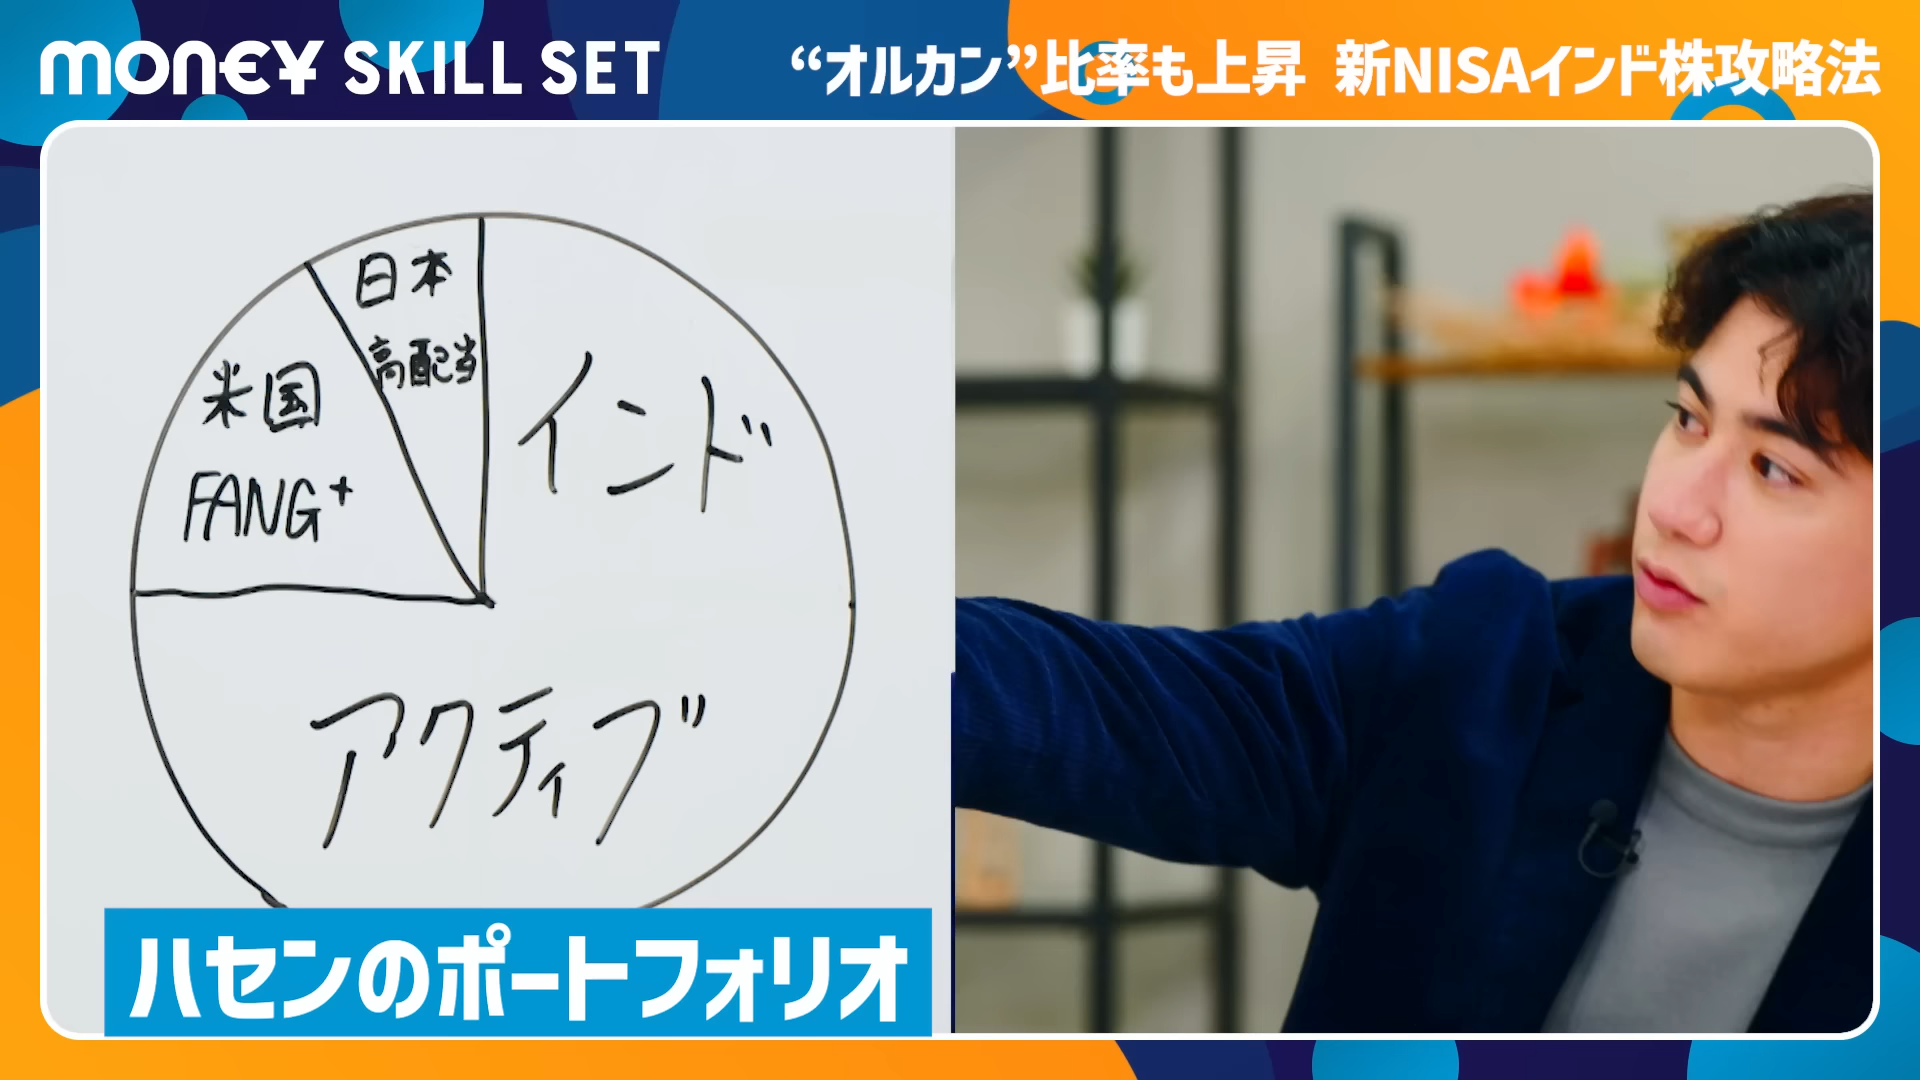 mon€¥ SKILL SET
“オルカン”比率も上昇 新NISAインド株攻略法
日本
高配当
米国
FANG+
インド
アクティブ
ハセンのポートフォリオ